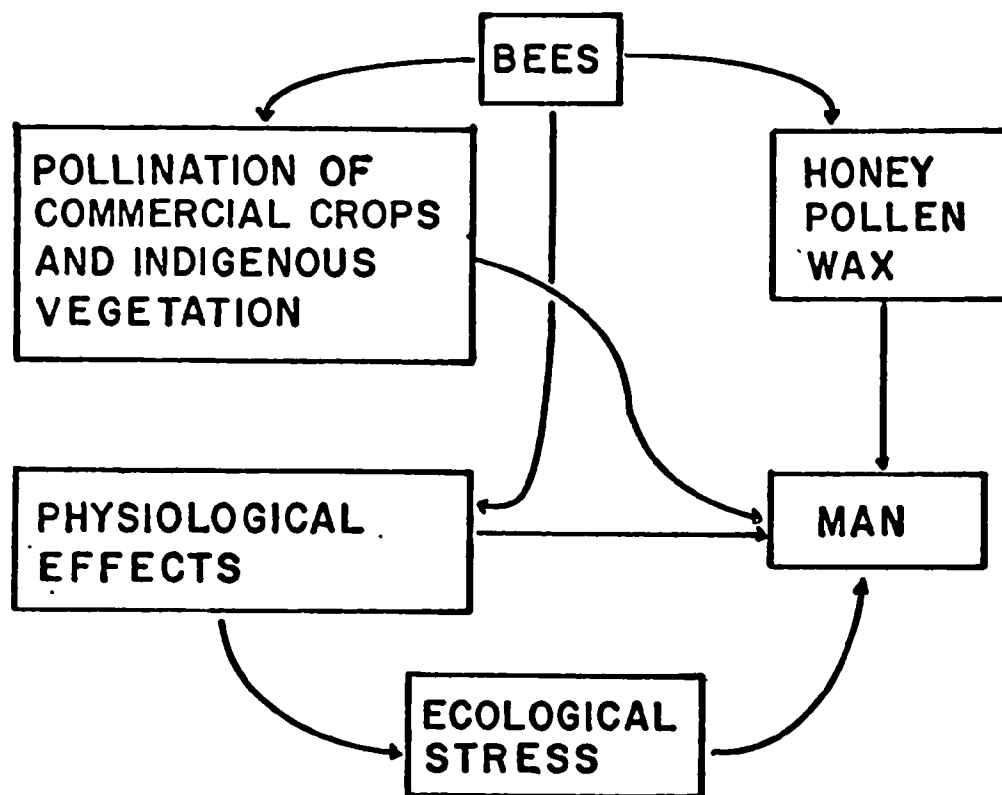 BEES
POLLINATION OF
COMMERCIAL CROPS
AND INDIGENOUS
VEGETATION
HONEY
POLLEN
WAX
PHYSIOLOGICAL
EFFECTS
MAN
ECOLOGICAL
STRESS